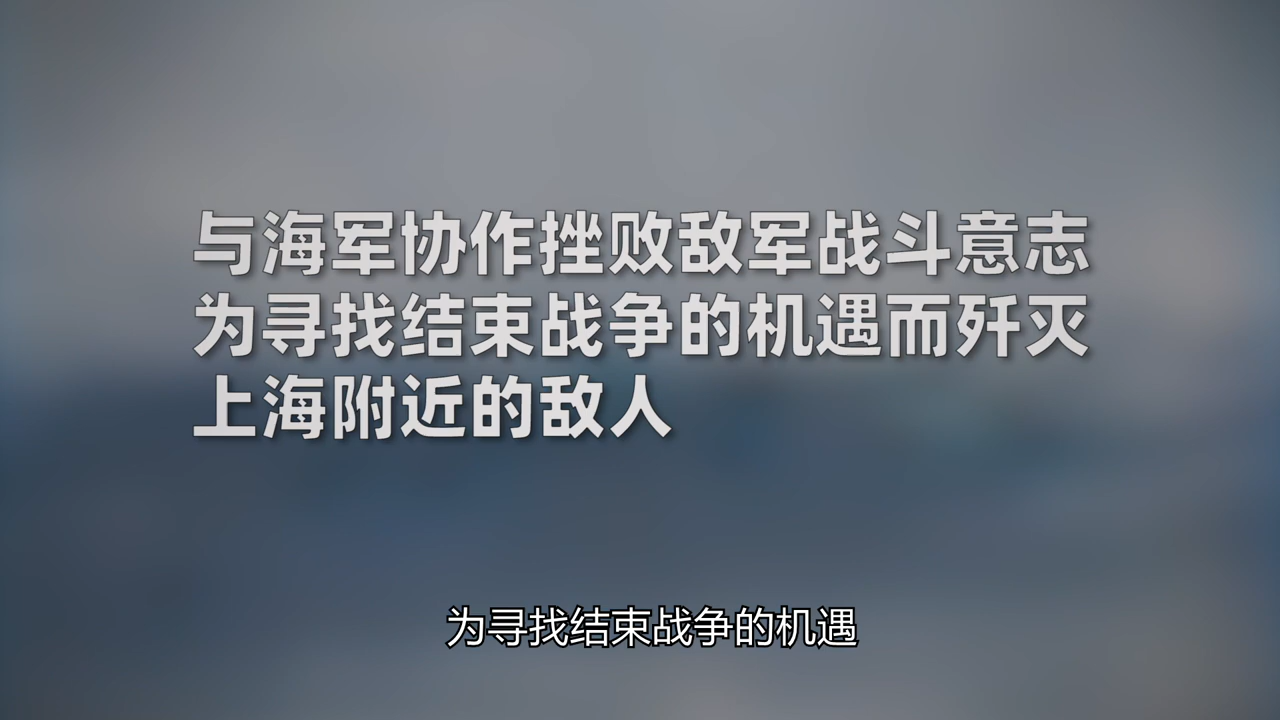 与海军协作挫败敌军战斗意志
为寻找结束战争的机遇而歼灭
上海附近的敌人
为寻找结束战争的机遇